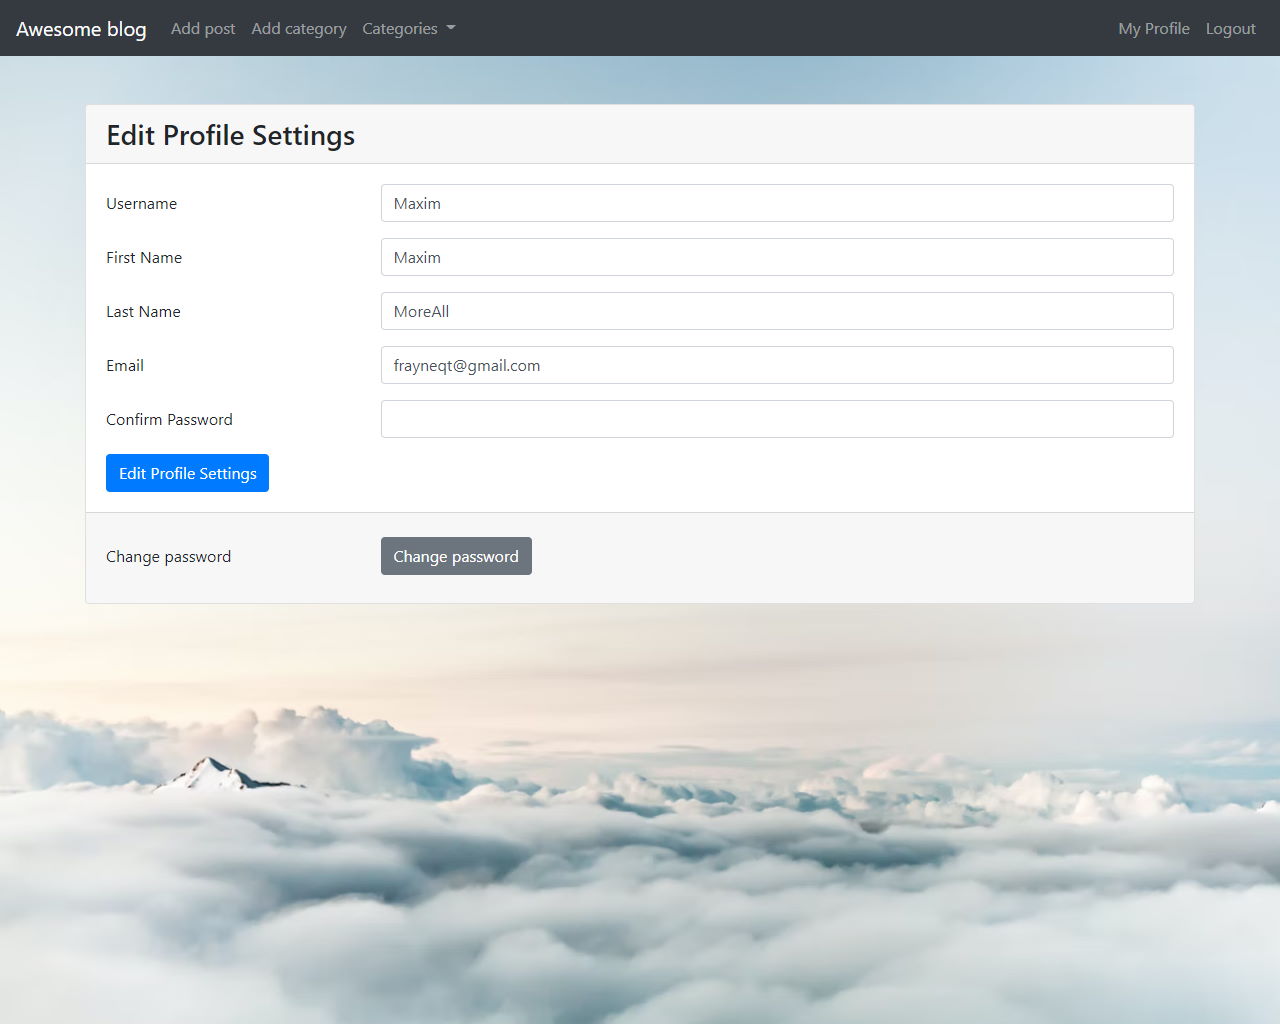 Awesome blog Add post Add category Categories My Profile Logout
Edit Profile Settings
Username Maxim
First Name Maxim
Last Name MoreAll
Email frayneqt@gmail.com
Confirm Password
Edit Profile Settings
Change password Change password